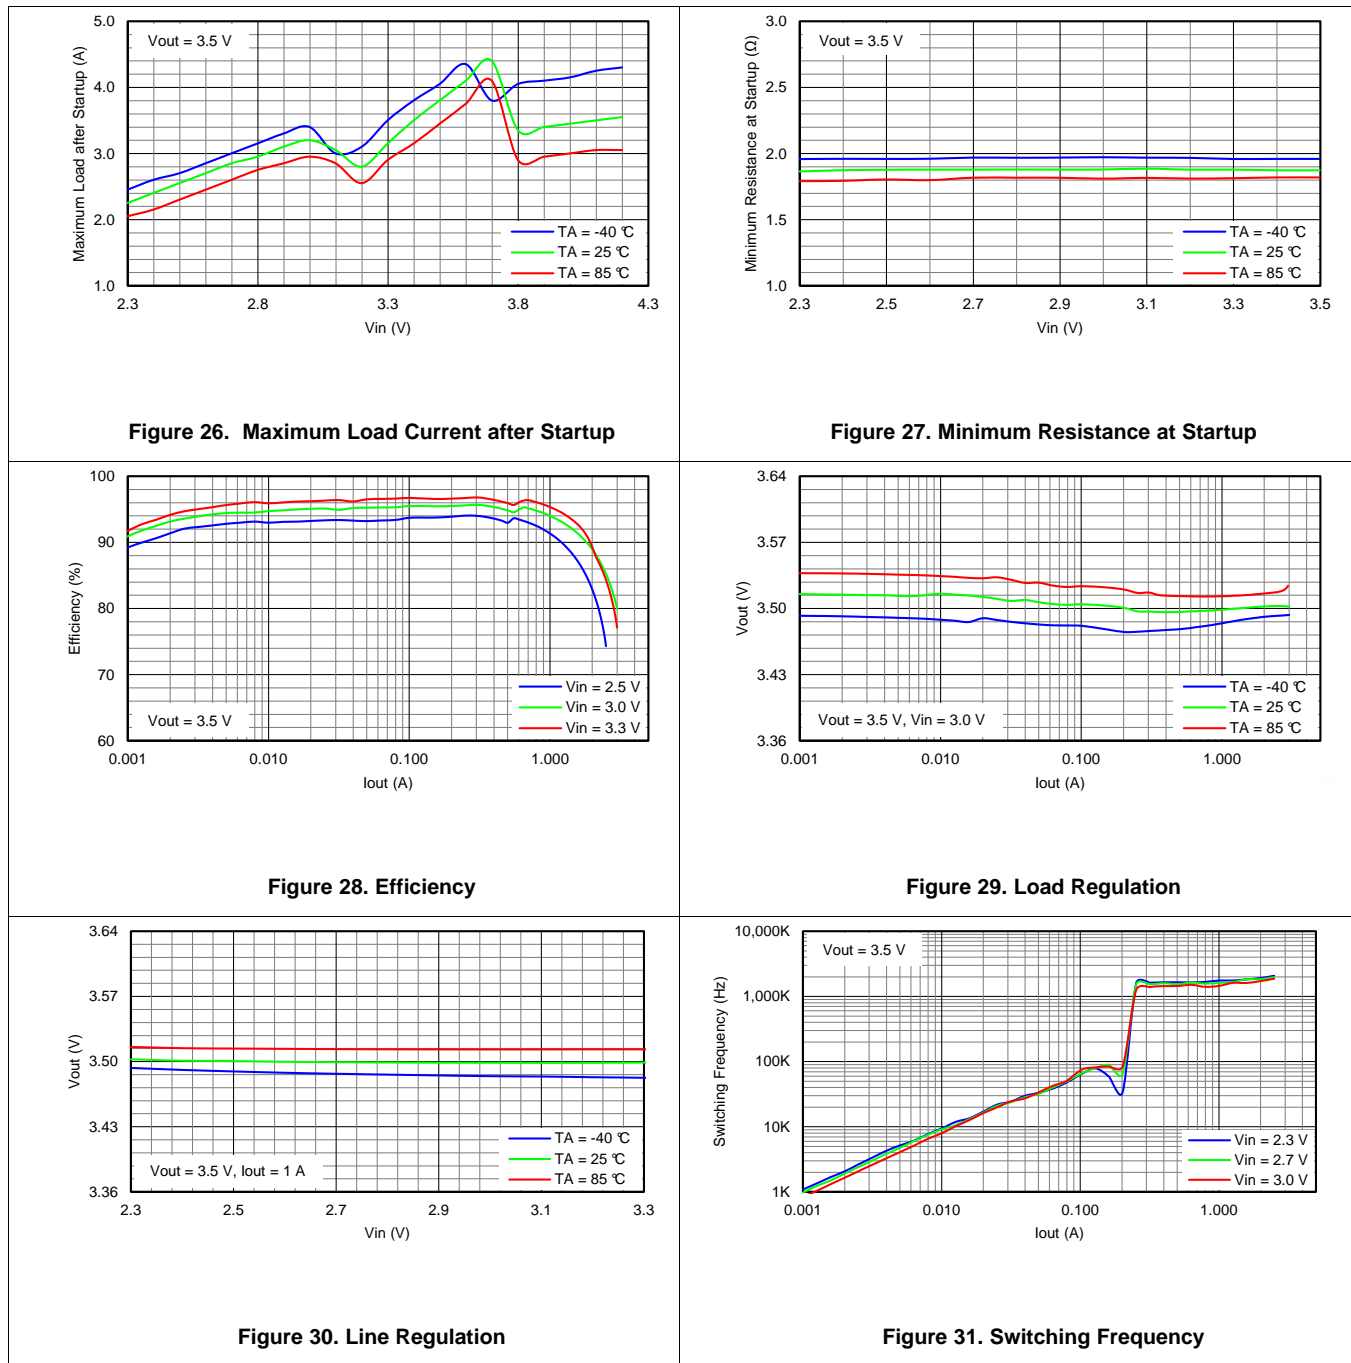 Vout = 3.5 V
Maximum Load after Startup (A)
5.0
4.0
3.0
2.0
1.0
TA = -40 °C
TA = 25 °C
TA = 85 °C
2.3 2.8 3.3 3.8 4.3
Vin (V)
Figure 26. Maximum Load Current after Startup
Vout = 3.5 V
Minimum Resistance at Startup (Ω)
3.0
2.5
2.0
1.5
1.0
TA = -40 °C
TA = 25 °C
TA = 85 °C
2.3 2.5 2.7 2.9 3.1 3.3 3.5
Vin (V)
Figure 27. Minimum Resistance at Startup
Efficiency (%)
100
90
80
70
60
Vin = 2.5 V
Vin = 3.0 V
Vin = 3.3 V
Vout = 3.5 V
0.001 0.010 0.100 1.000
Iout (A)
Figure 28. Efficiency
Vout (V)
3.64
3.57
3.50
3.43
3.36
TA = -40 °C
TA = 25 °C
TA = 85 °C
Vout = 3.5 V, Vin = 3.0 V
0.001 0.010 0.100 1.000
Iout (A)
Figure 29. Load Regulation
Vout (V)
3.64
3.57
3.50
3.43
3.36
TA = -40 °C
TA = 25 °C
TA = 85 °C
Vout = 3.5 V, Iout = 1 A
2.3 2.5 2.7 2.9 3.1 3.3
Vin (V)
Figure 30. Line Regulation
Vout = 3.5 V
Switching Frequency (Hz)
10,000K
1,000K
100K
10K
1K
Vin = 2.3 V
Vin = 2.7 V
Vin = 3.0 V
0.001 0.010 0.100 1.000
Iout (A)
Figure 31. Switching Frequency